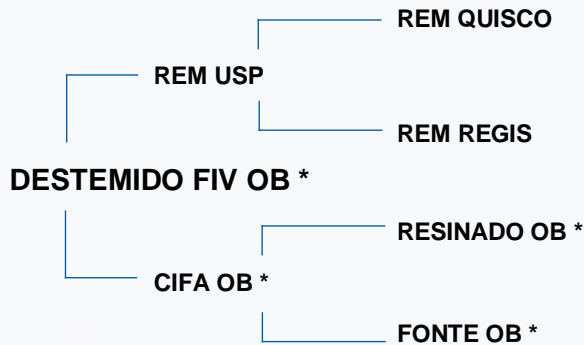 REM QUISCO
REM USP
REM REGIS
DESTEMIDO FIV OB *
RESINADO OB *
CIFA OB *
FONTE OB *